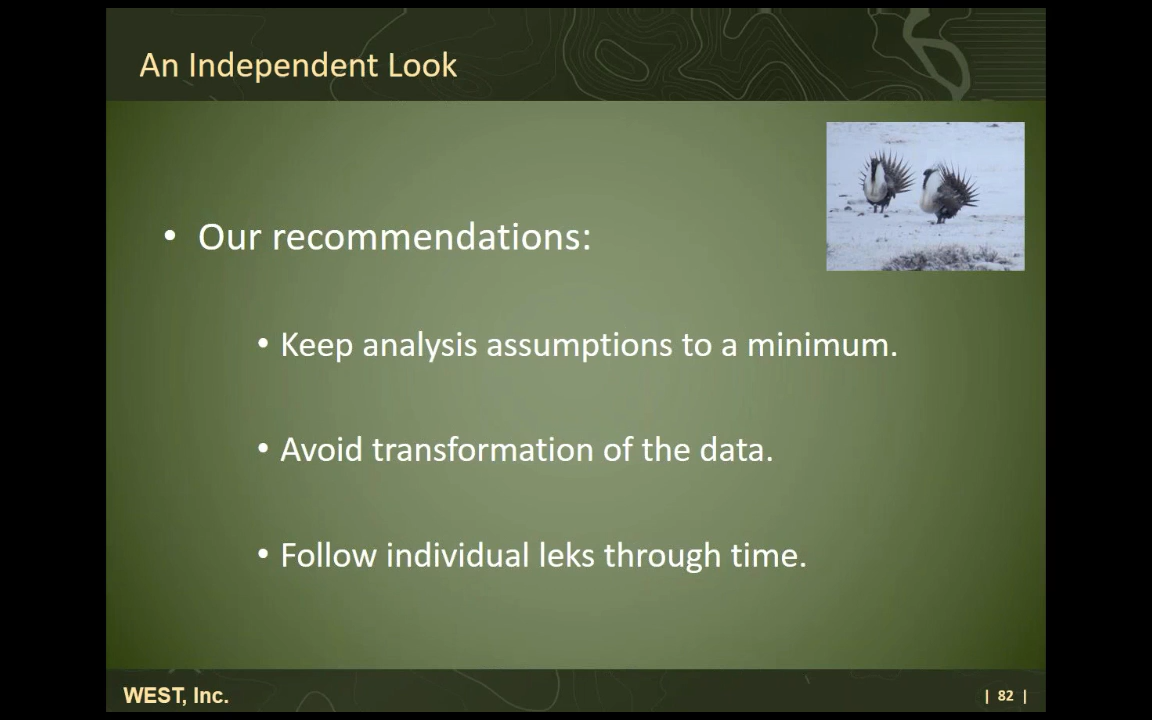 An Independent Look
• Our recommendations:
• Keep analysis assumptions to a minimum.
• Avoid transformation of the data.
• Follow individual leks through time.
WEST, Inc.
| 82 |